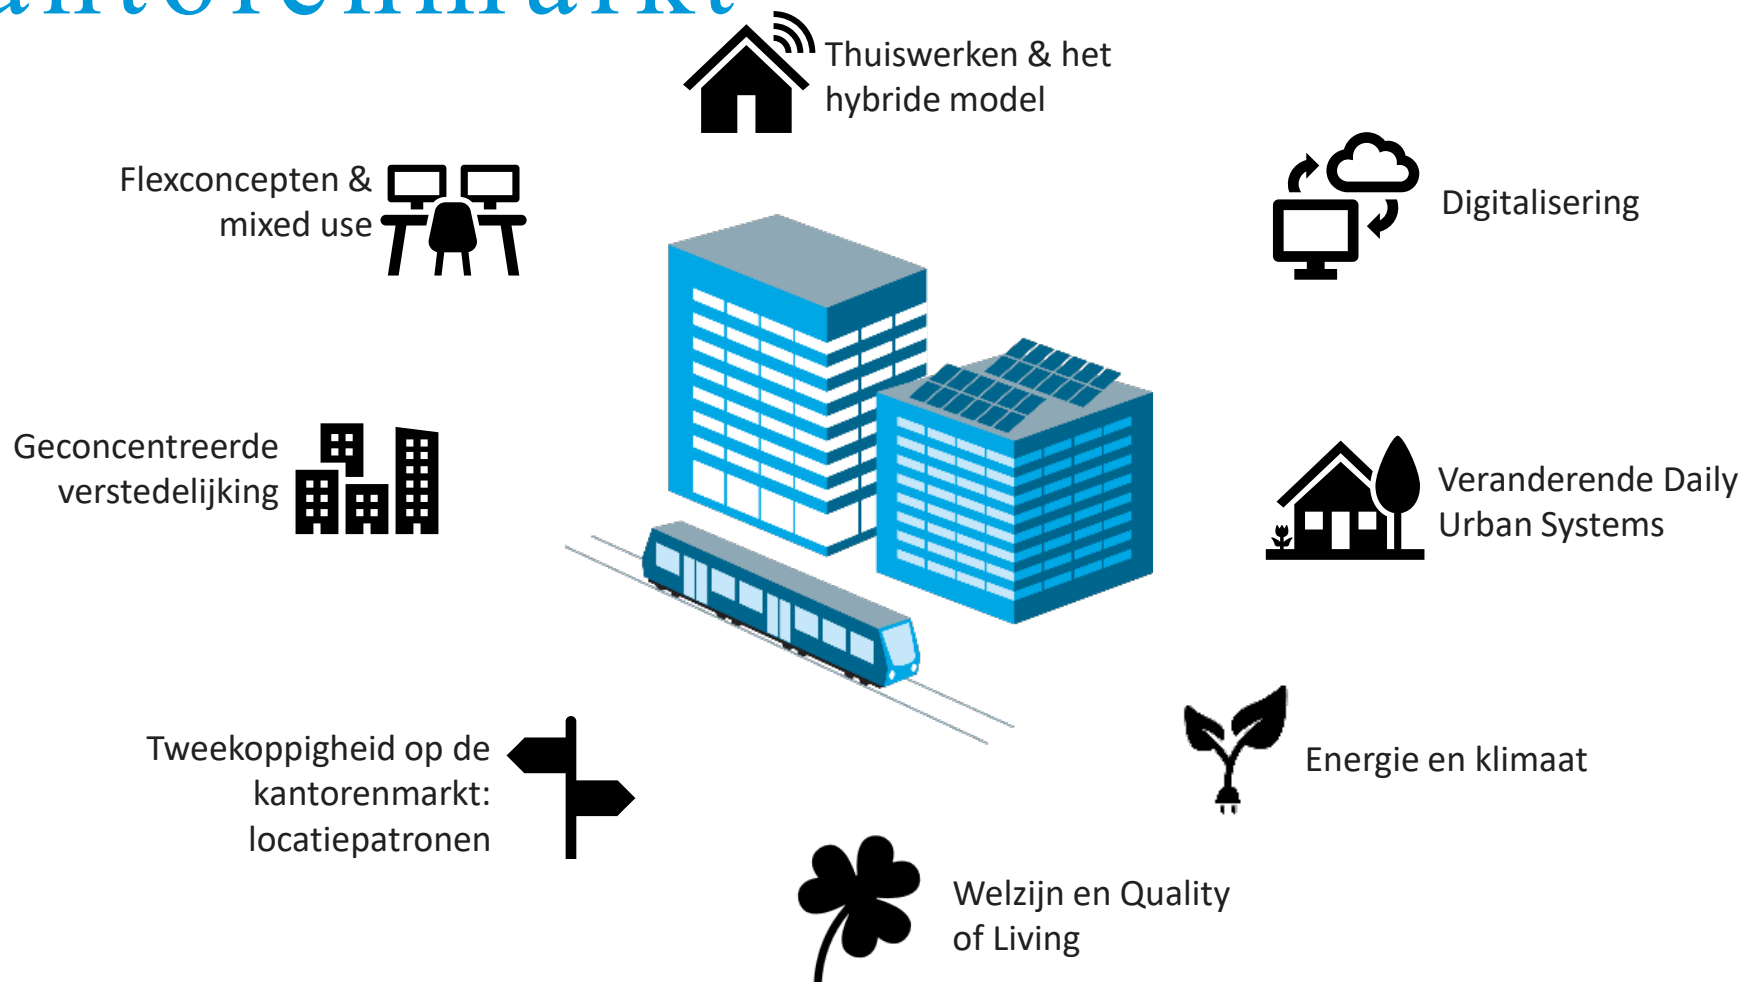 Thuiswerken & het
hybride model
Digitalisering
Veranderende Daily
Urban Systems
Energie en klimaat
Welzijn en Quality
of Living
Tweekoppigheid op de
kantorenmarkt:
locatiepatronen
Geconcentreerde
verstedelijking
Flexconcepten &
mixed use